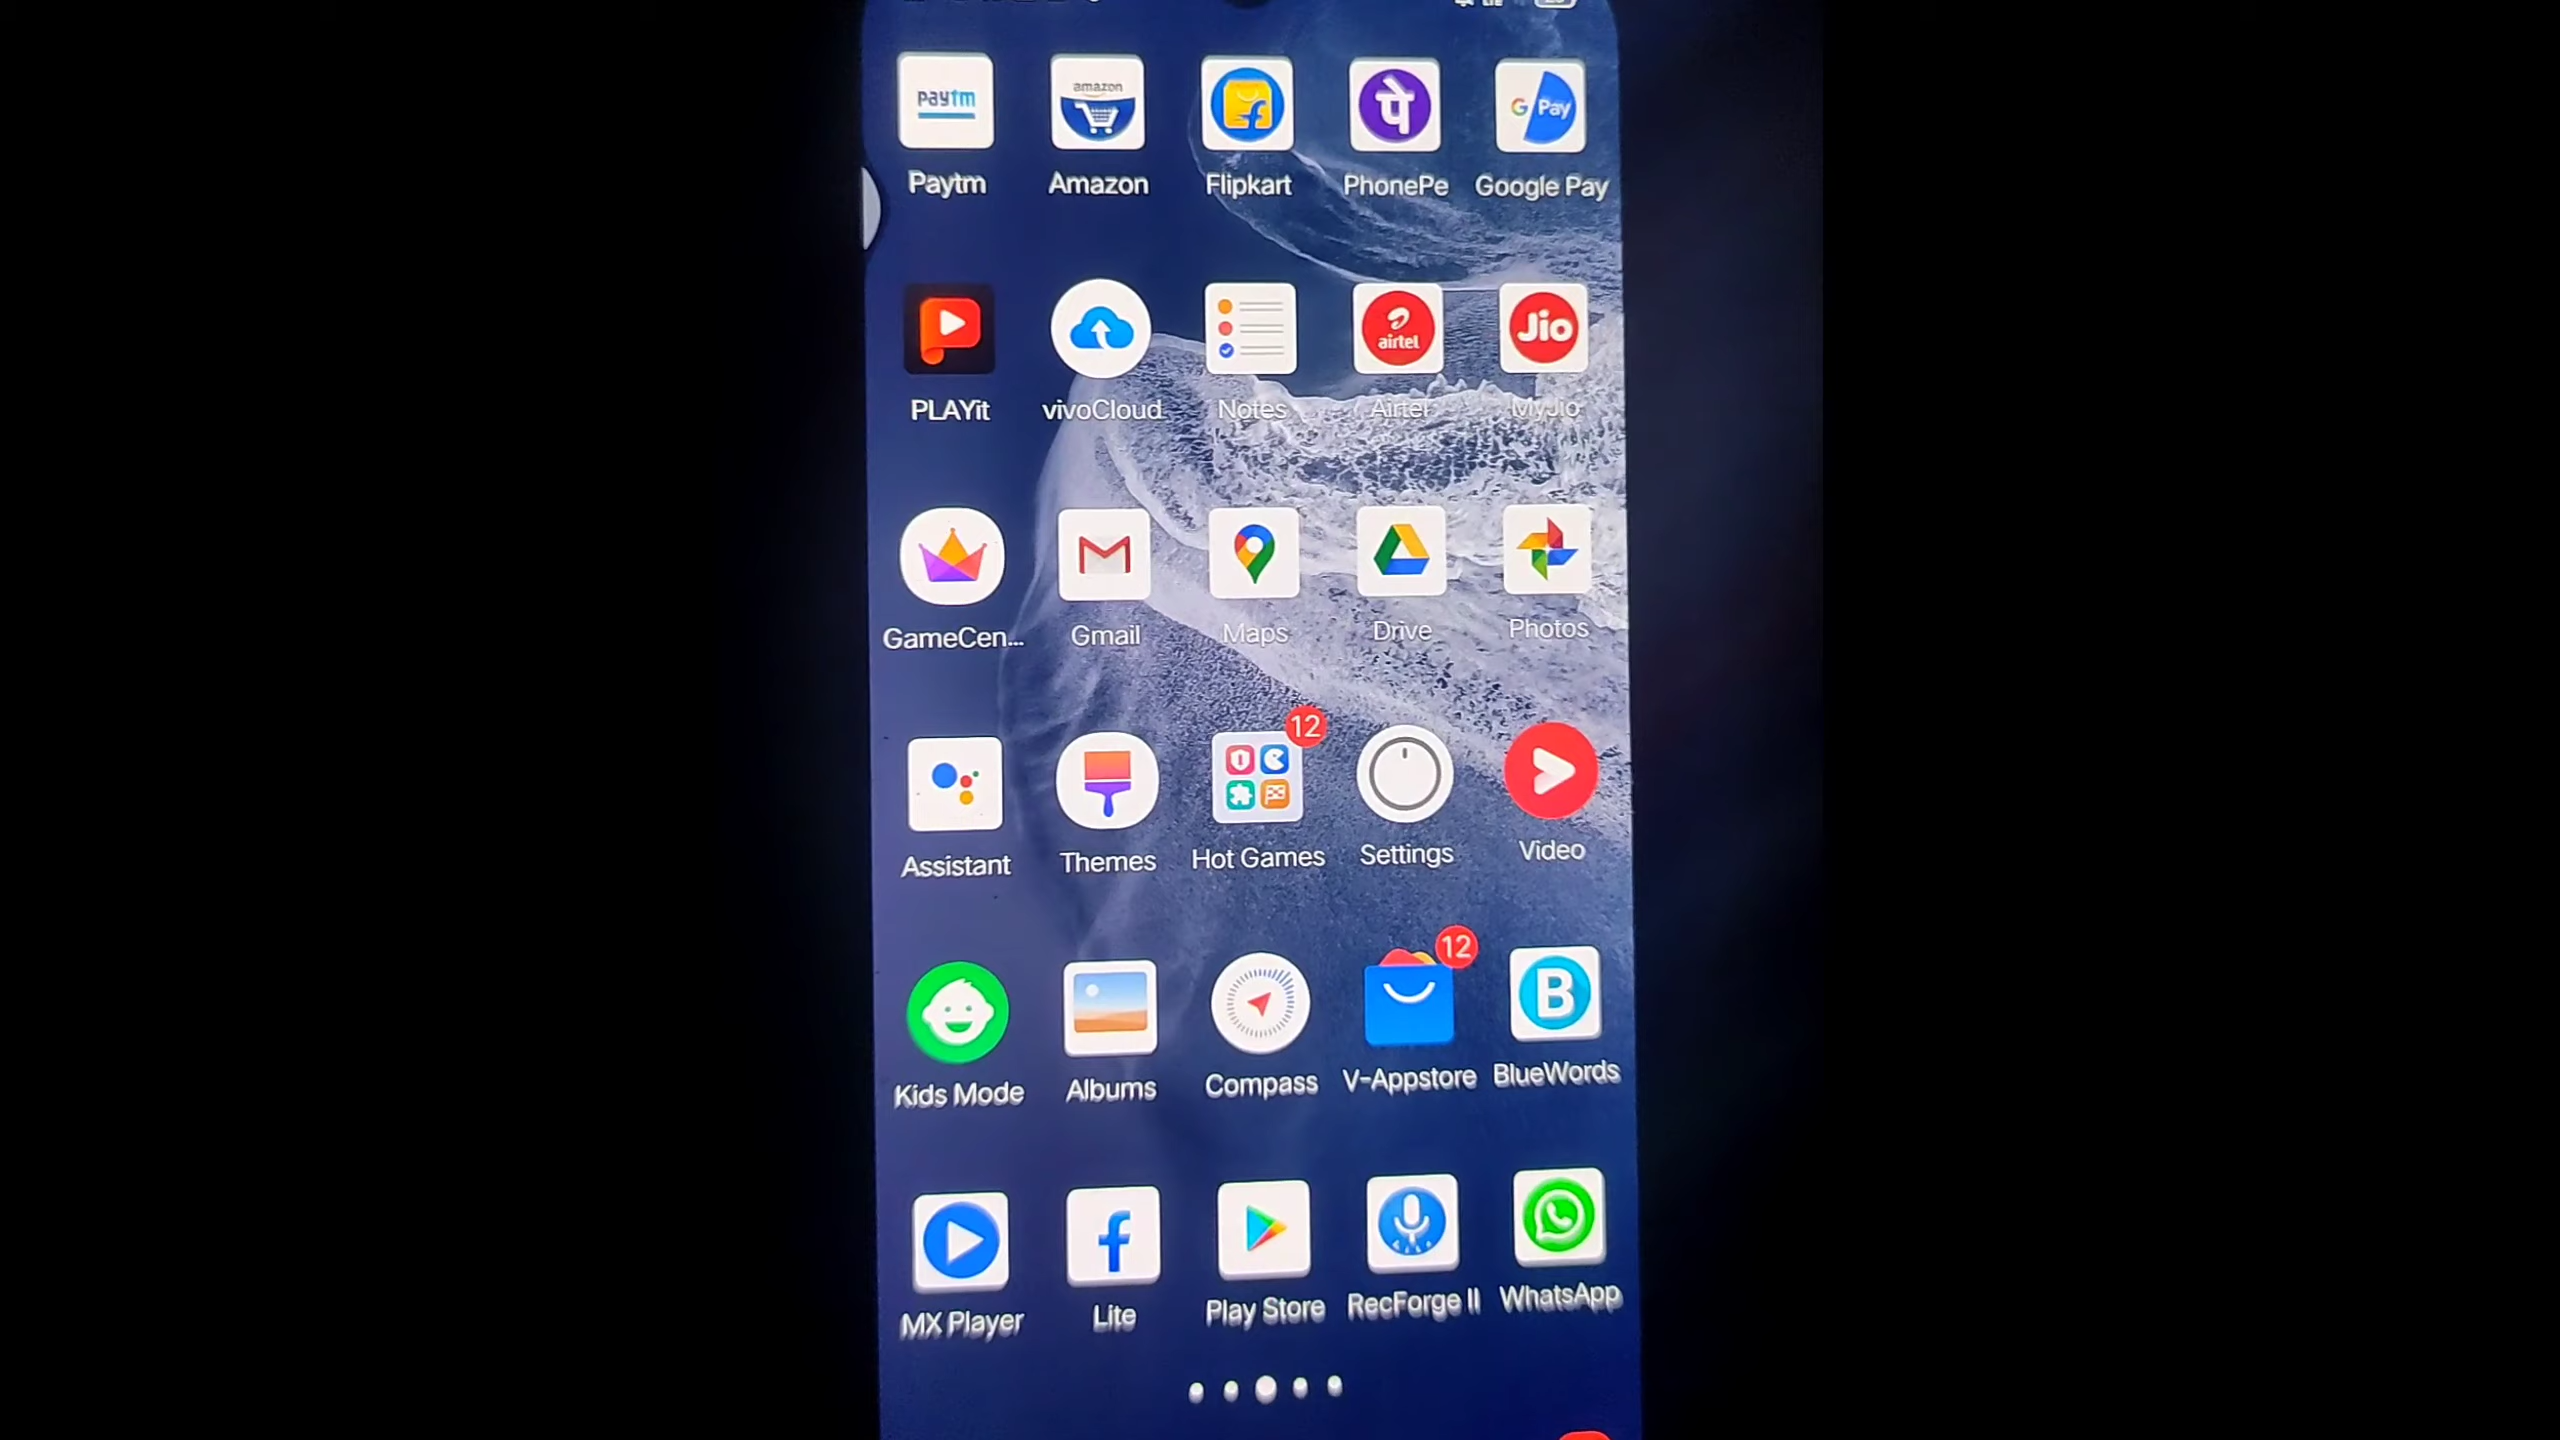 paytm
amazon
पे
G Pay
Paytm
Amazon
Flipkart
PhonePe
Google Pay
airtel
Jio
PLAYit
vivoCloud
Notes
Airtel
MyJio
GameCen...
Gmail
Maps
Drive
Photos
12
Assistant
Themes
Hot Games
Settings
Video
12
B
Kids Mode
Albums
Compass
V-Appstore
BlueWords
MX Player
Lite
Play Store
RecForge II
WhatsApp